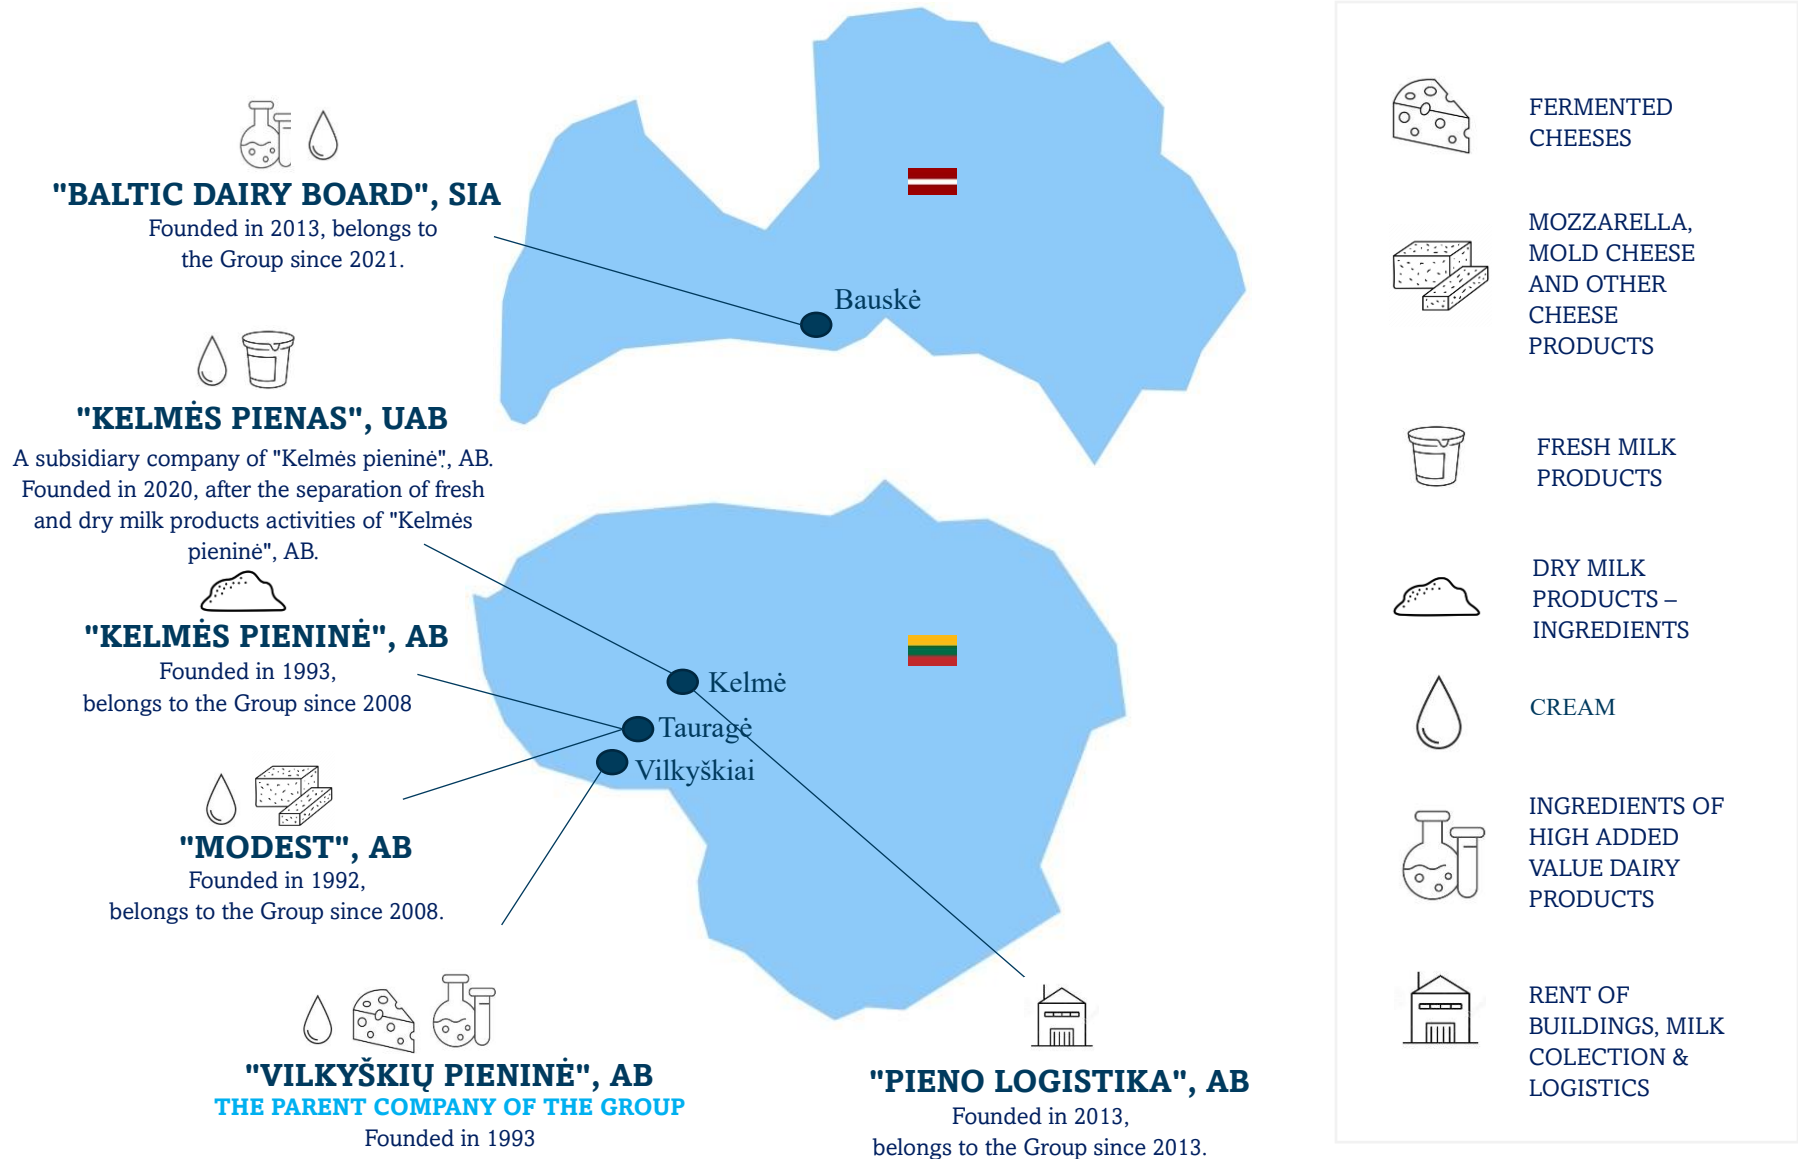 "BALTIC DAIRY BOARD", SIA
Founded in 2013, belongs to
the Group since 2021.
"KELMĖS PIENAS", UAB
A subsidiary company of "Kelmės pieninė", AB.
Founded in 2020, after the separation of fresh
and dry milk products activities of "Kelmės
pieninė", AB.
"KELMĖS PIENINĖ", AB
Founded in 1993,
belongs to the Group since 2008
"MODEST", AB
Founded in 1992,
belongs to the Group since 2008.
"VILKYŠKIŲ PIENINĖ", AB
THE PARENT COMPANY OF THE GROUP
Founded in 1993
Bauskė
Kelmė
Tauragė
Vilkyškiai
"PIENO LOGISTIKA", AB
Founded in 2013,
belongs to the Group since 2013.
FERMENTED
CHEESES
MOZZARELLA,
MOLD CHEESE
AND OTHER
CHEESE
PRODUCTS
FRESH MILK
PRODUCTS
DRY MILK
PRODUCTS –
INGREDIENTS
CREAM
INGREDIENTS OF
HIGH ADDED
VALUE DAIRY
PRODUCTS
RENT OF
BUILDINGS, MILK
COLECTION &
LOGISTICS